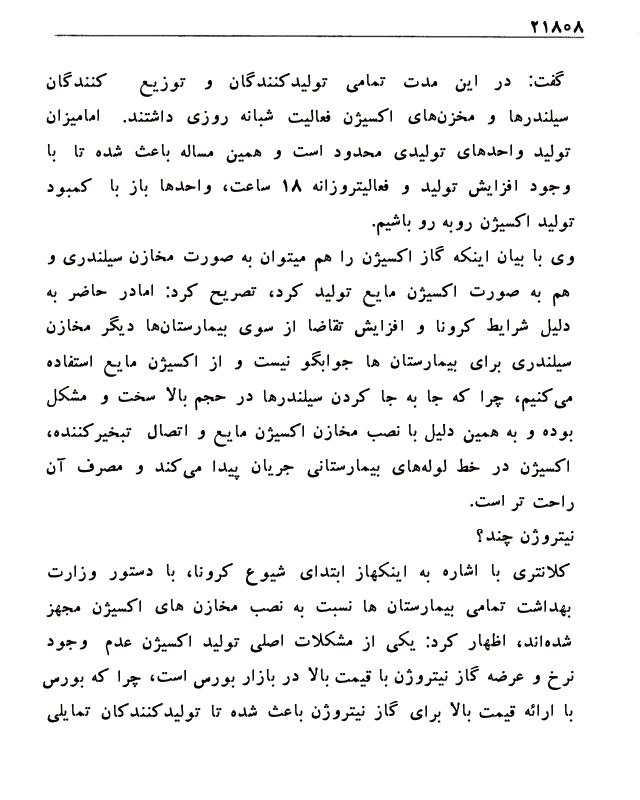 ۲۱۸۰۸
گفت: در این مدت تمامی تولیدکنندگان و توزیع کنندگان
سیلندرها و مخزن‌های اکسیژن فعالیت شبانه روزی داشتند. امامیزان
تولید واحدهای تولیدی محدود است و همین مساله باعث شده تا با
وجود افزایش تولید و فعالیتروزانه ۱۸ ساعت، واحدها باز با کمبود
تولید اکسیژن روبه رو باشیم.
وی با بیان اینکه گاز اکسیژن را هم میتوان به صورت مخازن سیلندری و
هم به صورت اکسیژن مایع تولید کرد، تصریح کرد: امادر حاضر به
دلیل شرایط کرونا و افزایش تقاضا از سوی بیمارستان‌ها دیگر مخازن
سیلندری برای بیمارستان ها جوابگو نیست و از اکسیژن مایع استفاده
می‌کنیم، چرا که جا به جا کردن سیلندرها در حجم بالا سخت و مشکل
بوده و به همین دلیل با نصب مخازن اکسیژن مایع و اتصال تبخیرکننده،
اکسیژن در خط لوله‌های بیمارستانی جریان پیدا می‌کند و مصرف آن
راحت تر است.
نیتروژن چند؟
کلانتری با اشاره به اینکهاز ابتدای شیوع کرونا، با دستور وزارت
بهداشت تمامی بیمارستان ها نسبت به نصب مخازن های اکسیژن مجهز
شده‌اند، اظهار کرد: یکی از مشکلات اصلی تولید اکسیژن عدم وجود
نرخ و عرضه گاز نیتروژن با قیمت بالا در بازار بورس است، چرا که بورس
با ارائه قیمت بالا برای گاز نیتروژن باعث شده تا تولیدکنندکان تمایلی